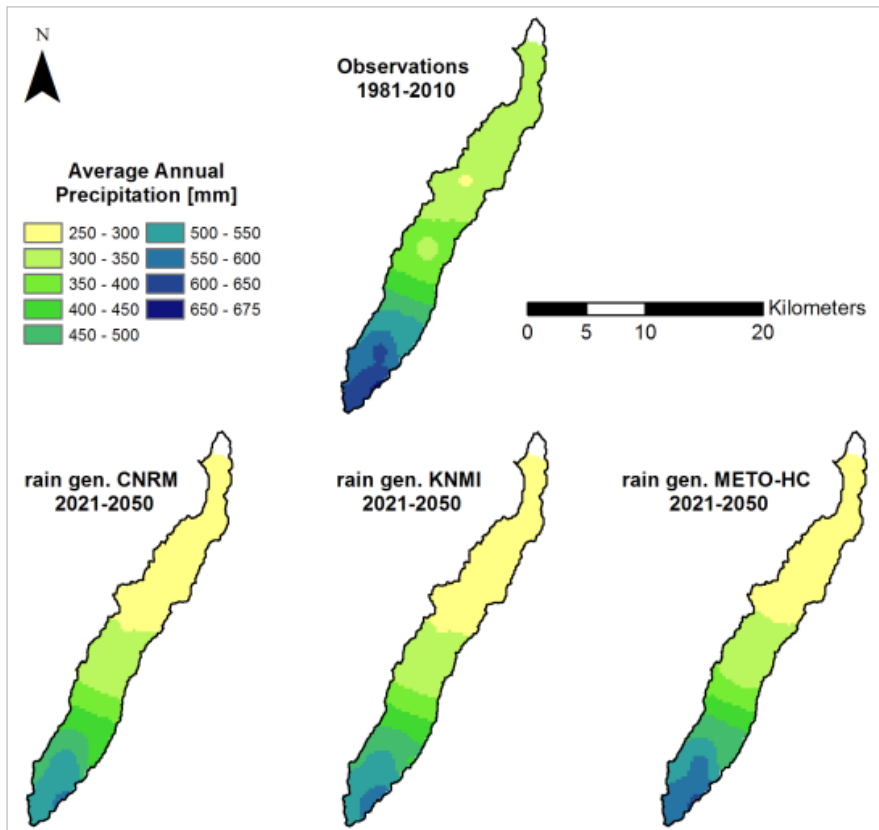 N
Observations
1981-2010
Average Annual
Precipitation [mm]
250 - 300
500 - 550
300 - 350
550 - 600
350 - 400
600 - 650
400 - 450
650 - 675
450 - 500
Kilometers
0 5 10 20
rain gen. CNRM
2021-2050
rain gen. KNMI
2021-2050
rain gen. METO-HC
2021-2050